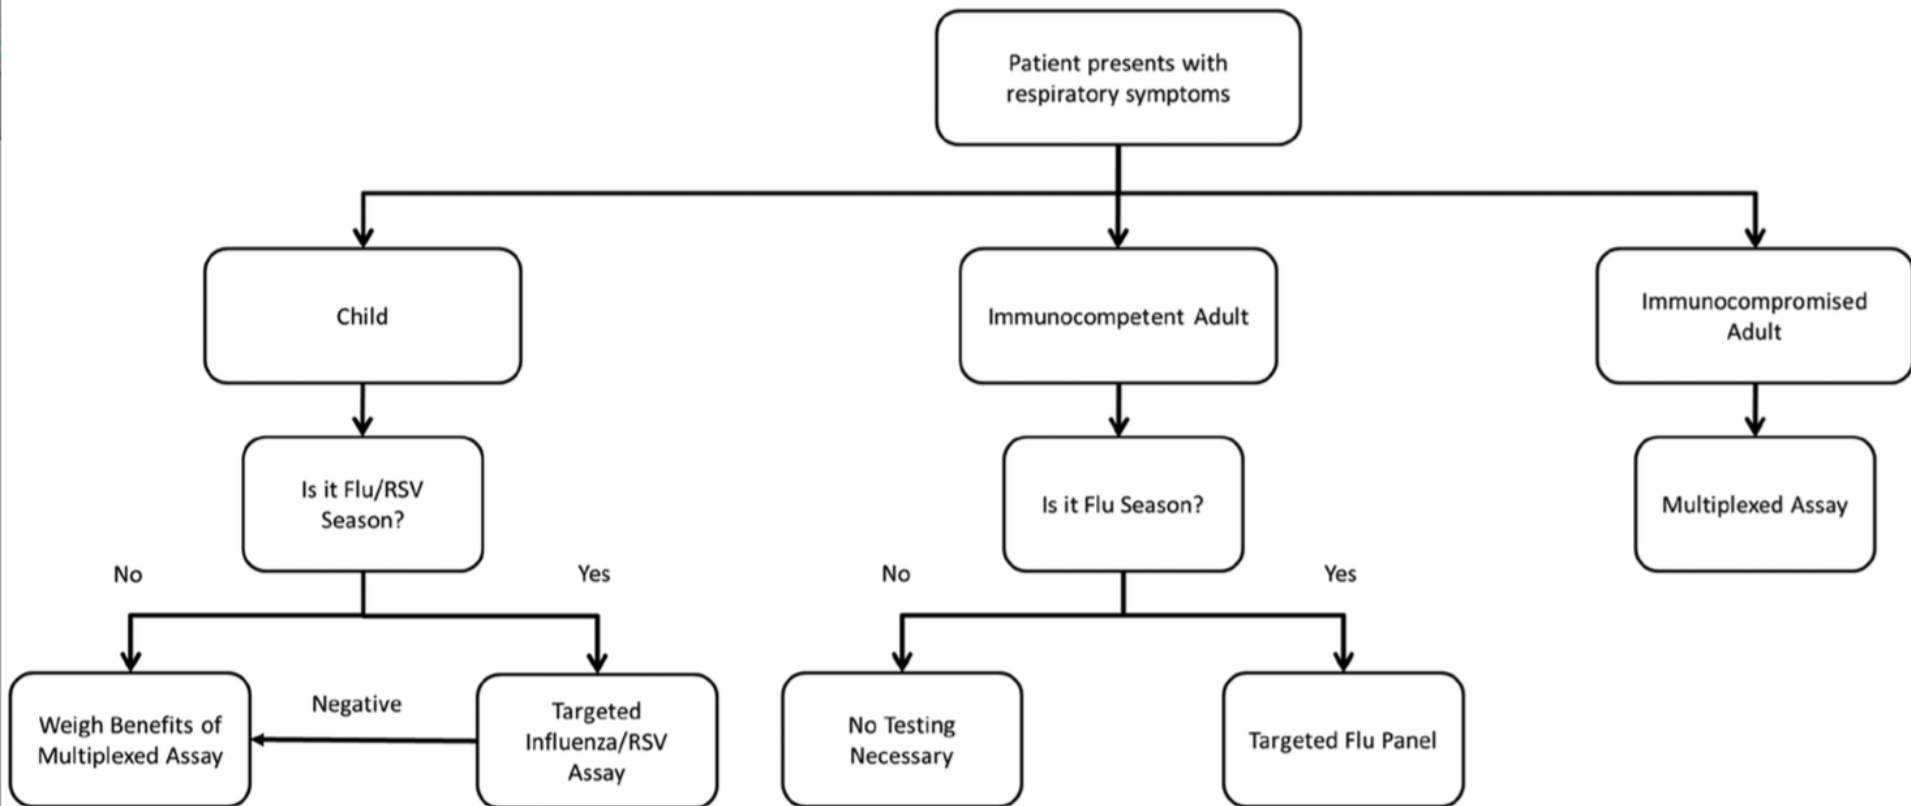 Patient presents with
respiratory symptoms
Child
Immunocompetent Adult
Immunocompromised
Adult
Is it Flu/RSV
Season?
Is it Flu Season?
Multiplexed Assay
No
Yes
No
Yes
Weigh Benefits of
Multiplexed Assay
Negative
Targeted
Influenza/RSV
Assay
No Testing
Necessary
Targeted Flu Panel